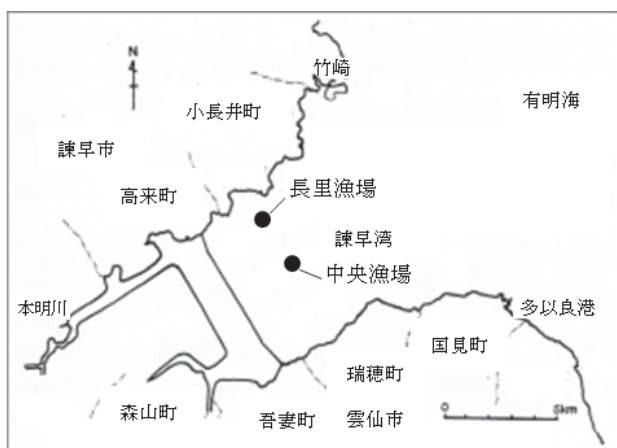 N
竹崎
有明海
小長井町
諫早市
高来町
長里漁場
諫早湾
中央漁場
本明川
多以良港
国見町
瑞穂町
森山町
吾妻町
雲仙市
0
5km